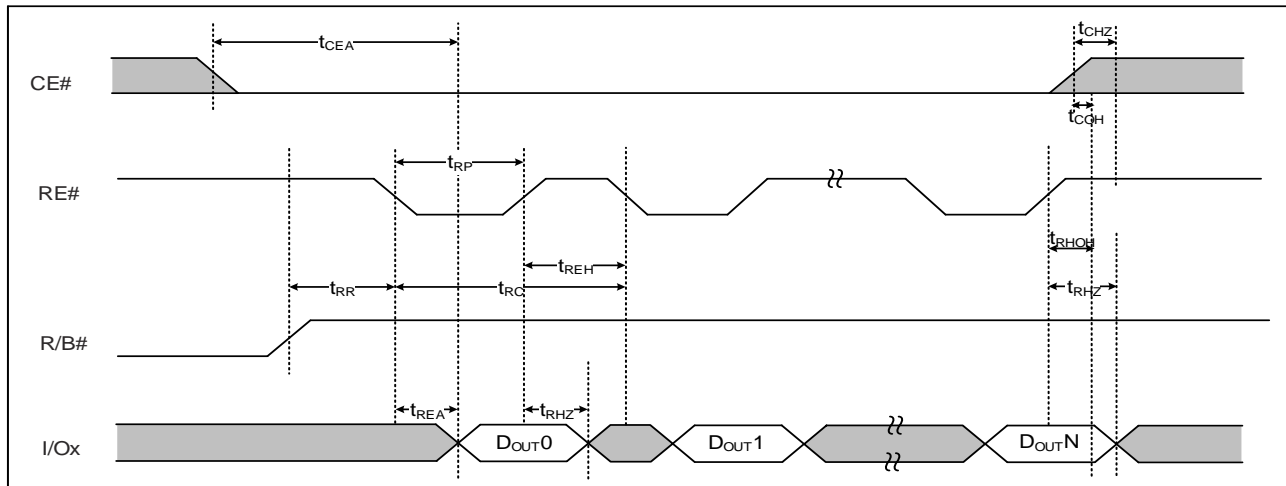 tCEA
tCHZ
CE#
tCOH
tRP
RE#
tRHOH
tREH
tRR
tRC
tRHZ
R/B#
tREA
tRHZ
I/Ox
DOUT0
DOUT1
DOUTN